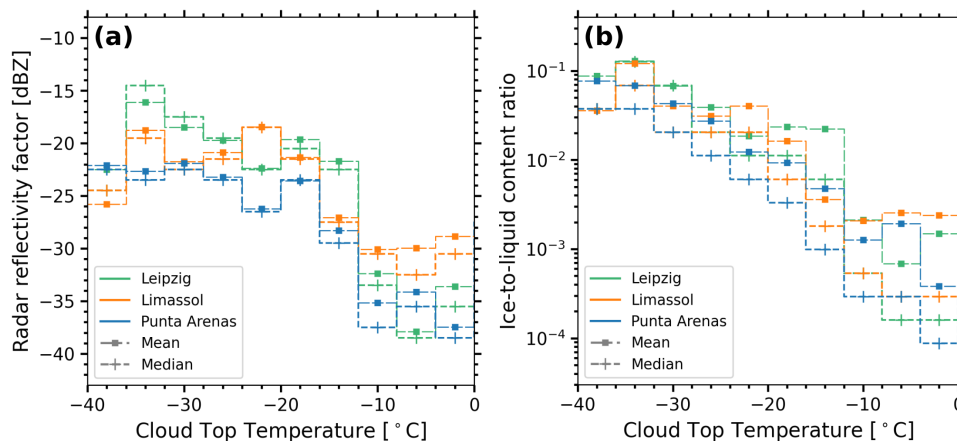 (a)
Radar reflectivity factor [dBZ]
−10
−15
−20
−25
−30
−35
−40
Leipzig
Limassol
Punta Arenas
Mean
Median
−40 −30 −20 −10 0
Cloud Top Temperature [°C]
(b)
Ice-to-liquid content ratio
10⁻¹
10⁻²
10⁻³
10⁻⁴
Leipzig
Limassol
Punta Arenas
Mean
Median
−40 −30 −20 −10 0
Cloud Top Temperature [°C]